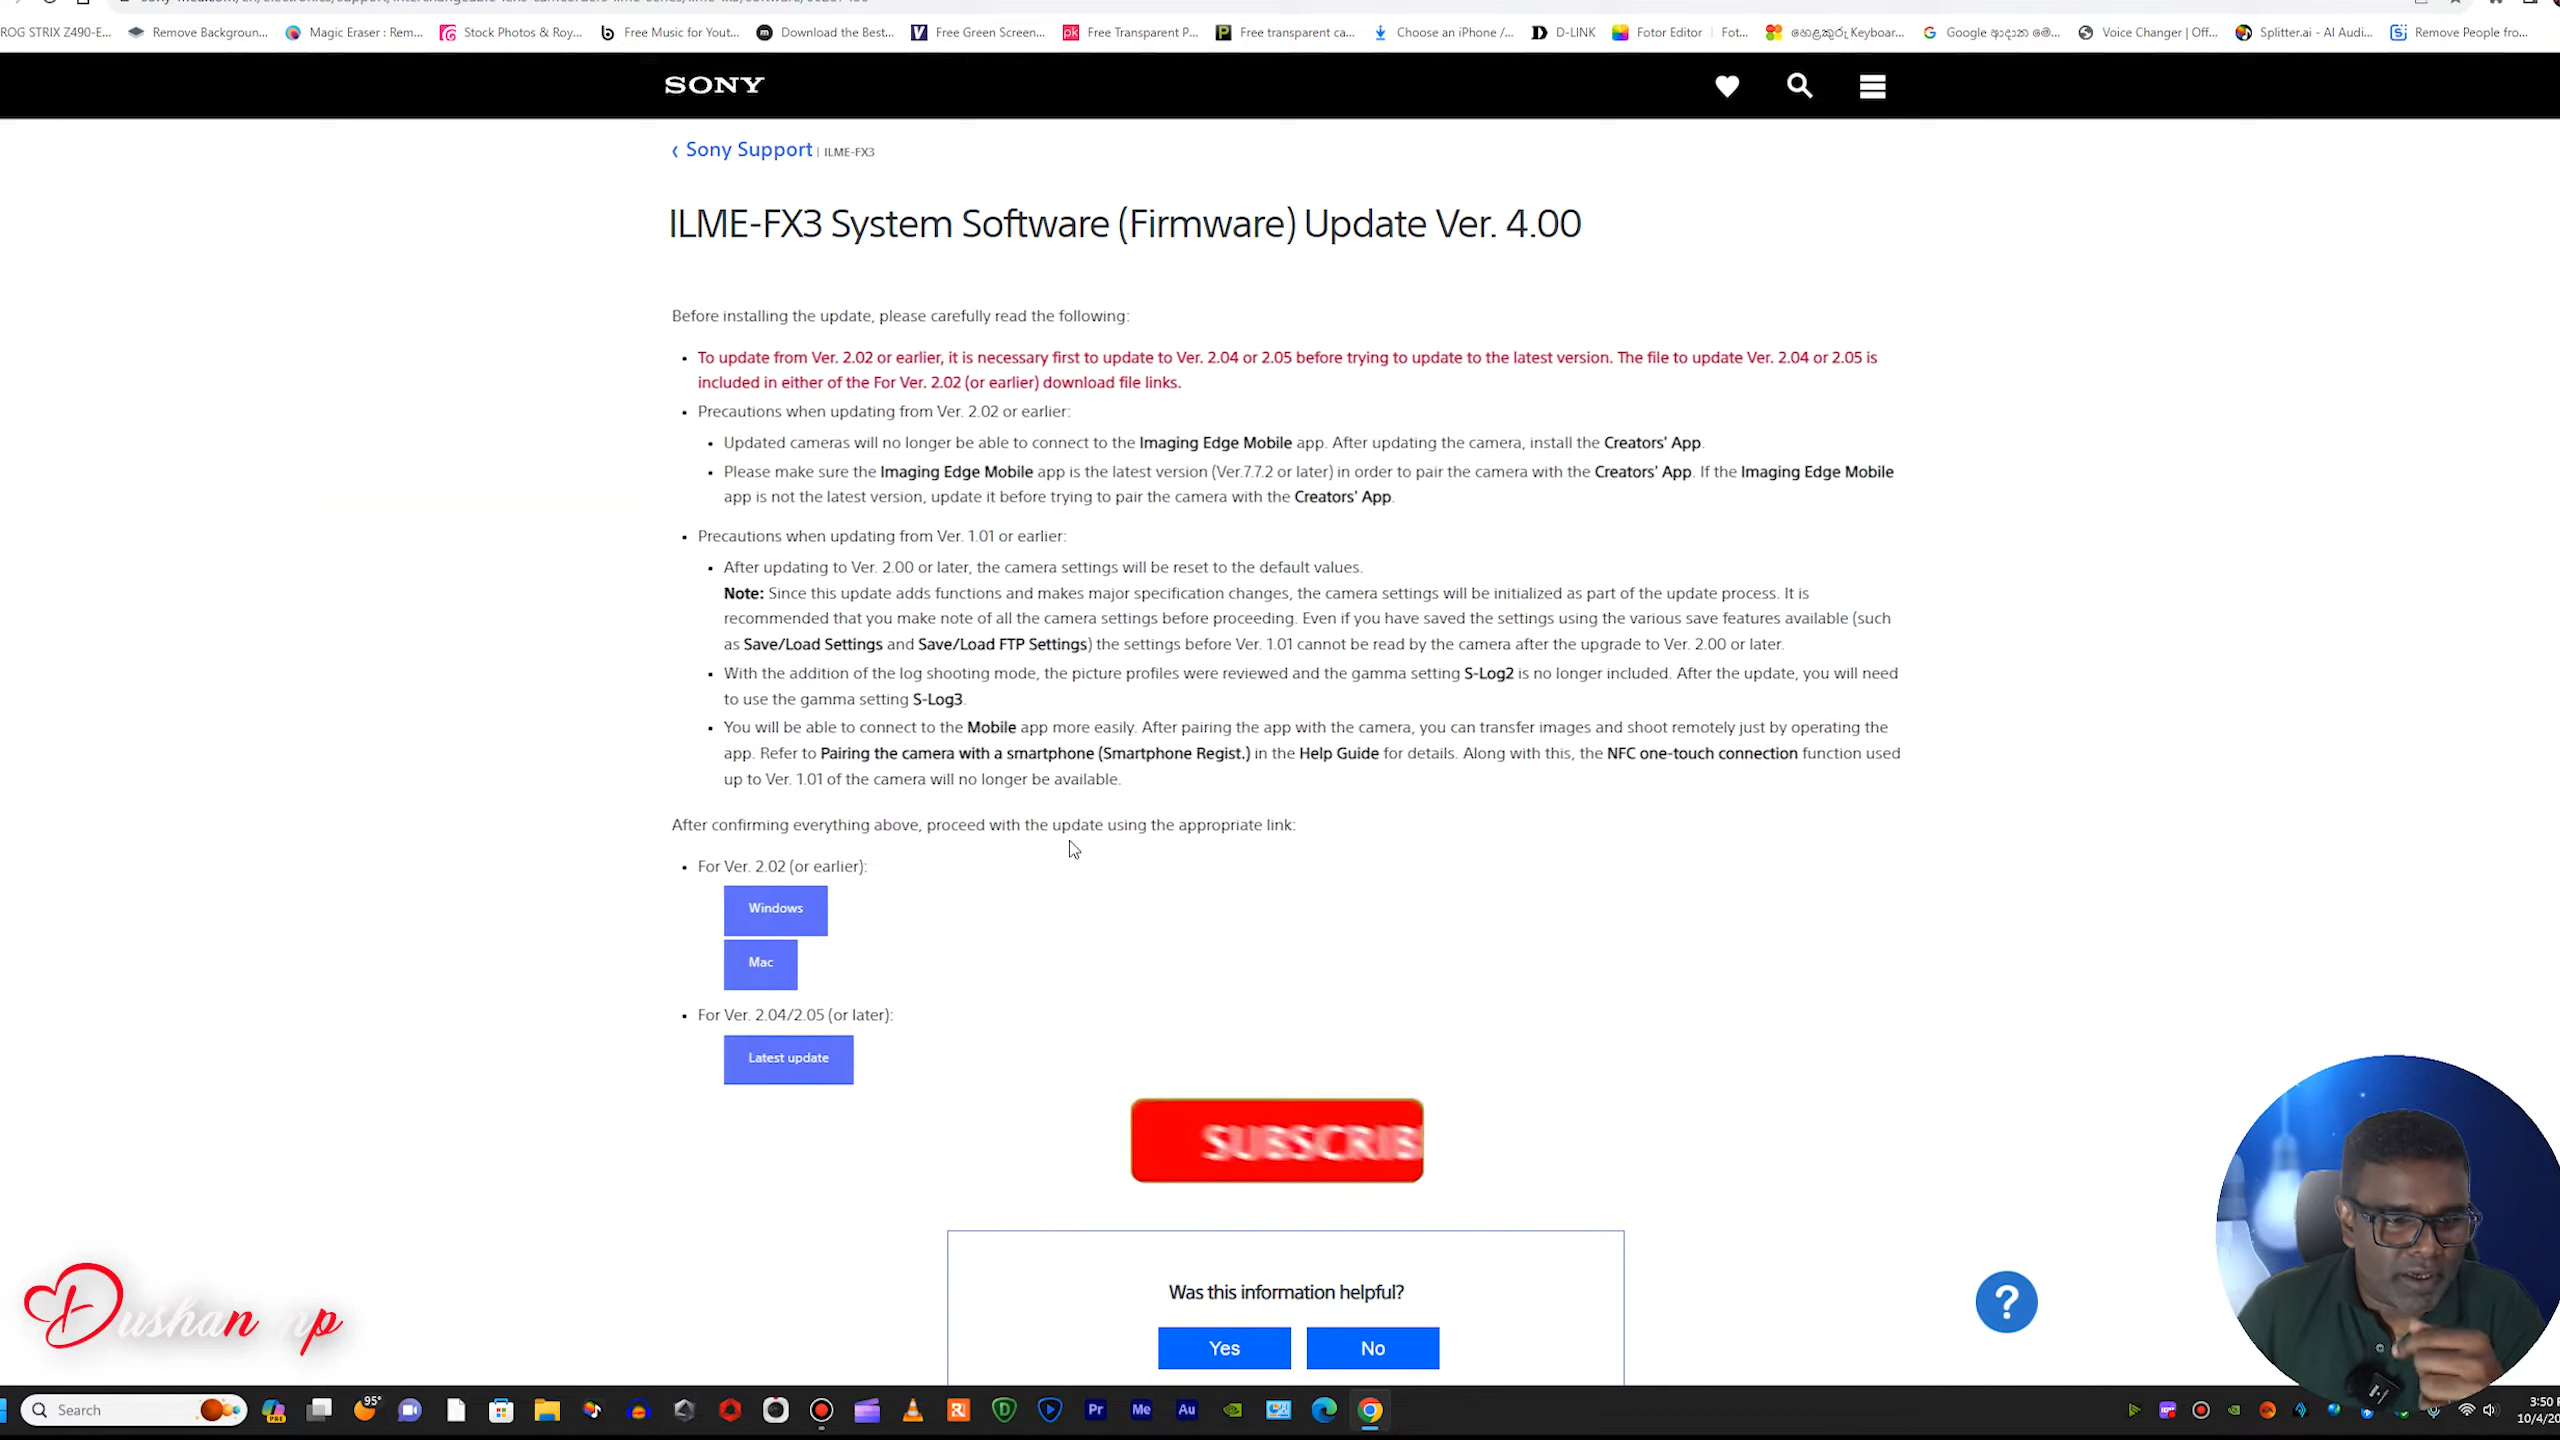 ROG STRIX Z490-E...
Remove Backgroun...
Magic Eraser : Rem...
Stock Photos & Roy...
Free Music for Yout...
Download the Best...
Free Green Screen...
Free Transparent P...
Free transparent ca...
Choose an iPhone /...
D-LINK
Fotor Editor | Fot...
හෙළකුරු Keyboar...
Google ආදාන මෙ...
Voice Changer | Off...
Splitter.ai - AI Audi...
Remove People fro...
SONY
‹ Sony Support | ILME-FX3
ILME-FX3 System Software (Firmware) Update Ver. 4.00
Before installing the update, please carefully read the following:
• To update from Ver. 2.02 or earlier, it is necessary first to update to Ver. 2.04 or 2.05 before trying to update to the latest version. The file to update Ver. 2.04 or 2.05 is
included in either of the For Ver. 2.02 (or earlier) download file links.
• Precautions when updating from Ver. 2.02 or earlier:
• Updated cameras will no longer be able to connect to the Imaging Edge Mobile app. After updating the camera, install the Creators' App.
• Please make sure the Imaging Edge Mobile app is the latest version (Ver.7.7.2 or later) in order to pair the camera with the Creators' App. If the Imaging Edge Mobile
app is not the latest version, update it before trying to pair the camera with the Creators' App.
• Precautions when updating from Ver. 1.01 or earlier:
• After updating to Ver. 2.00 or later, the camera settings will be reset to the default values.
Note: Since this update adds functions and makes major specification changes, the camera settings will be initialized as part of the update process. It is
recommended that you make note of all the camera settings before proceeding. Even if you have saved the settings using the various save features available (such
as Save/Load Settings and Save/Load FTP Settings) the settings before Ver. 1.01 cannot be read by the camera after the upgrade to Ver. 2.00 or later.
• With the addition of the log shooting mode, the picture profiles were reviewed and the gamma setting S-Log2 is no longer included. After the update, you will need
to use the gamma setting S-Log3.
• You will be able to connect to the Mobile app more easily. After pairing the app with the camera, you can transfer images and shoot remotely just by operating the
app. Refer to Pairing the camera with a smartphone (Smartphone Regist.) in the Help Guide for details. Along with this, the NFC one-touch connection function used
up to Ver. 1.01 of the camera will no longer be available.
After confirming everything above, proceed with the update using the appropriate link:
• For Ver. 2.02 (or earlier):
Windows
Mac
• For Ver. 2.04/2.05 (or later):
Latest update
SUBSCRIB
Was this information helpful?
Yes
No
?
Dushan mp
Search
95°
PRE
Pr
Me
Au
3:50
10/4/20